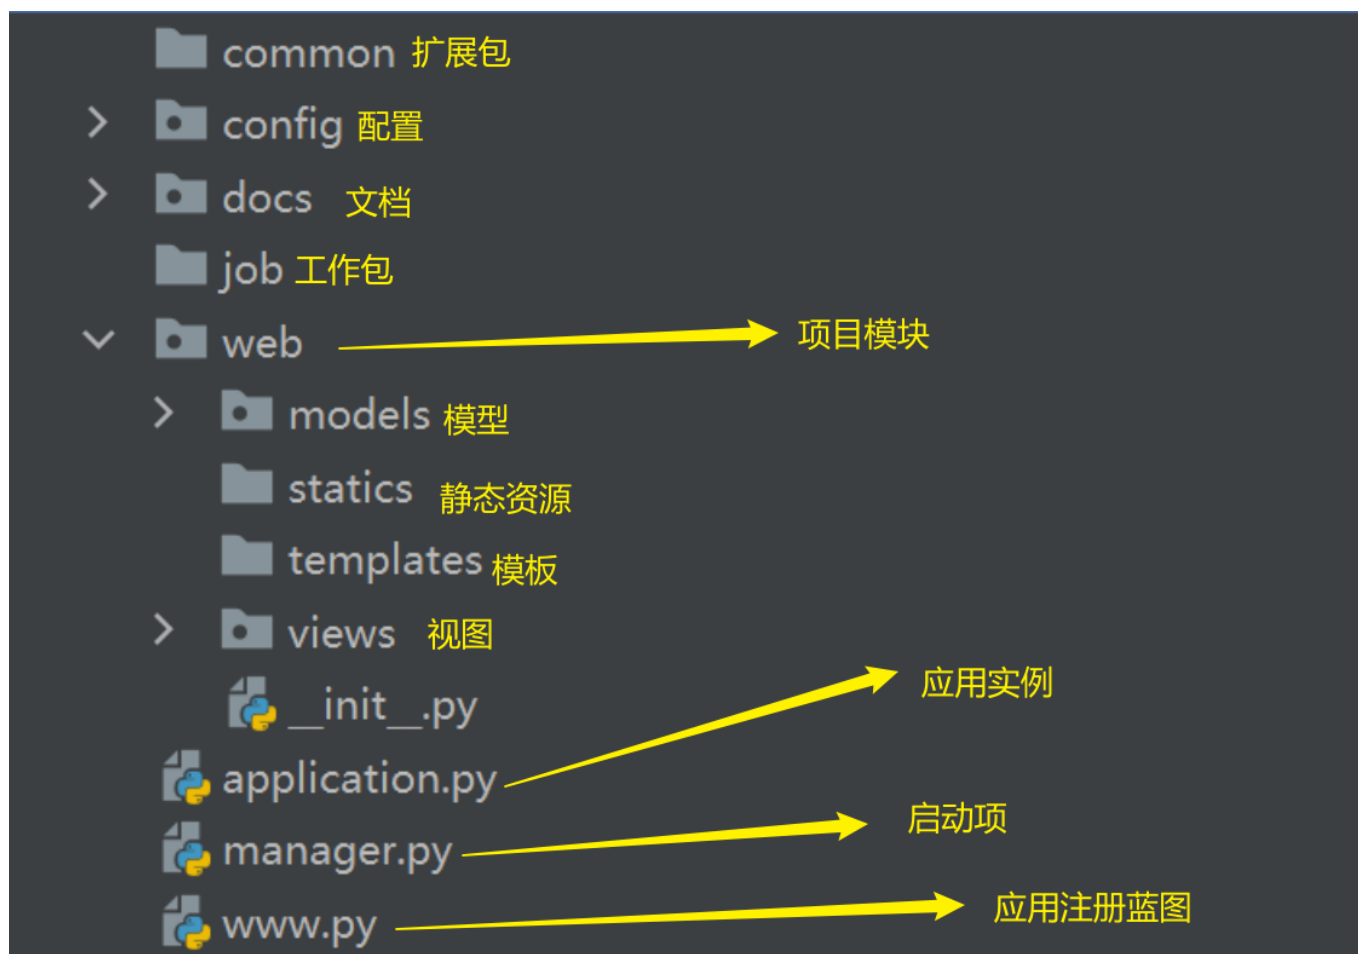 common 扩展包
config 配置
docs 文档
job 工作包
web 项目模块
models 模型
statics 静态资源
templates 模板
views 视图
__init__.py
application.py 应用实例
manager.py 启动项
www.py 应用注册蓝图